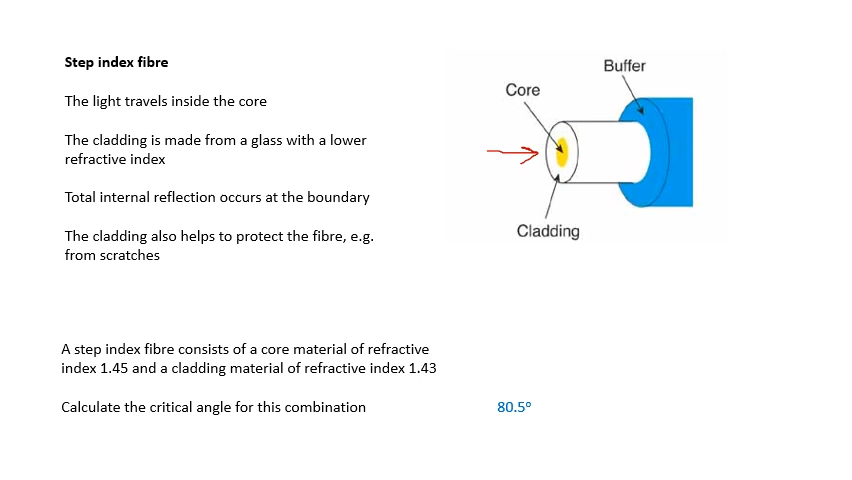 Step index fibre
The light travels inside the core
The cladding is made from a glass with a lower
refractive index
Total internal reflection occurs at the boundary
The cladding also helps to protect the fibre, e.g.
from scratches
Buffer
Core
Cladding
A step index fibre consists of a core material of refractive
index 1.45 and a cladding material of refractive index 1.43
Calculate the critical angle for this combination
80.5°